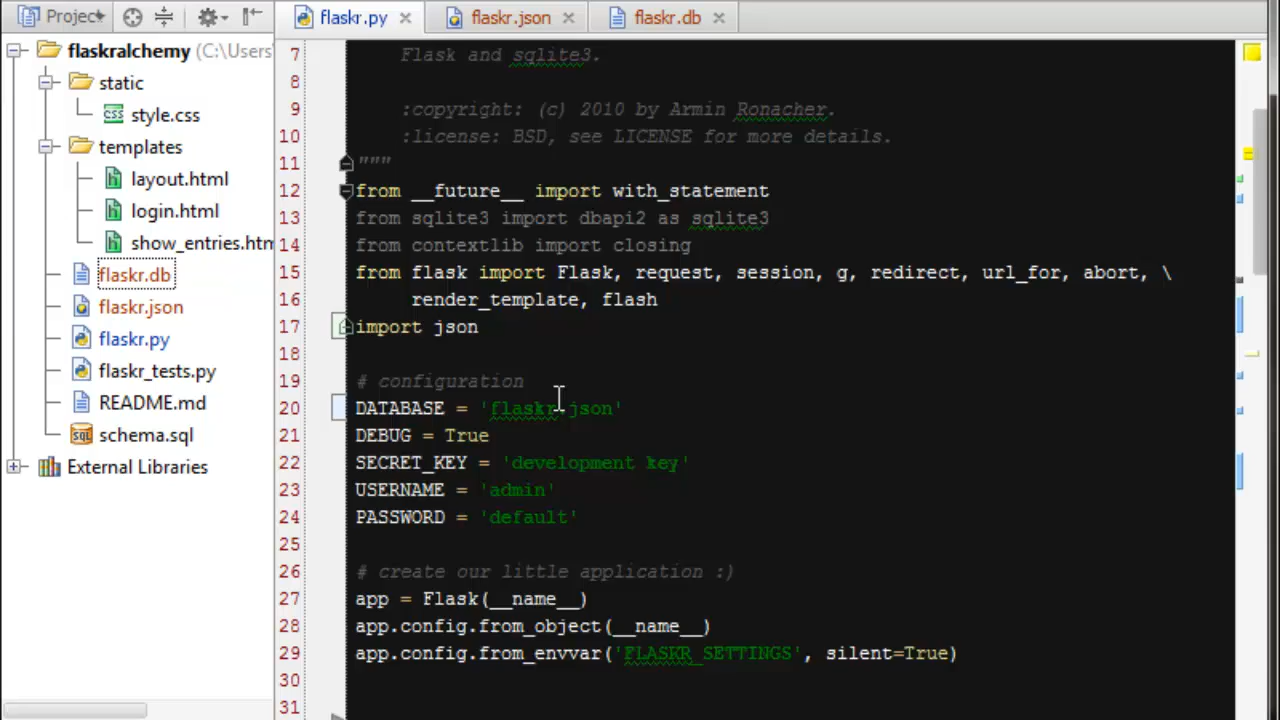 Project
flaskr.py
flaskr.json
flaskr.db
flaskralchemy (C:\Users
static
style.css
templates
layout.html
login.html
show_entries.htm
flaskr.db
flaskr.json
flaskr.py
flaskr_tests.py
README.md
schema.sql
External Libraries
7 Flask and sqlite3.
8
9 :copyright: (c) 2010 by Armin Ronacher.
10 :license: BSD, see LICENSE for more details.
11 """
12 from __future__ import with_statement
13 from sqlite3 import dbapi2 as sqlite3
14 from contextlib import closing
15 from flask import Flask, request, session, g, redirect, url_for, abort, \
16 render_template, flash
17 import json
18
19 # configuration
20 DATABASE = 'flaskr.json'
21 DEBUG = True
22 SECRET_KEY = 'development key'
23 USERNAME = 'admin'
24 PASSWORD = 'default'
25
26 # create our little application :)
27 app = Flask(__name__)
28 app.config.from_object(__name__)
29 app.config.from_envvar('FLASKR_SETTINGS', silent=True)
30
31